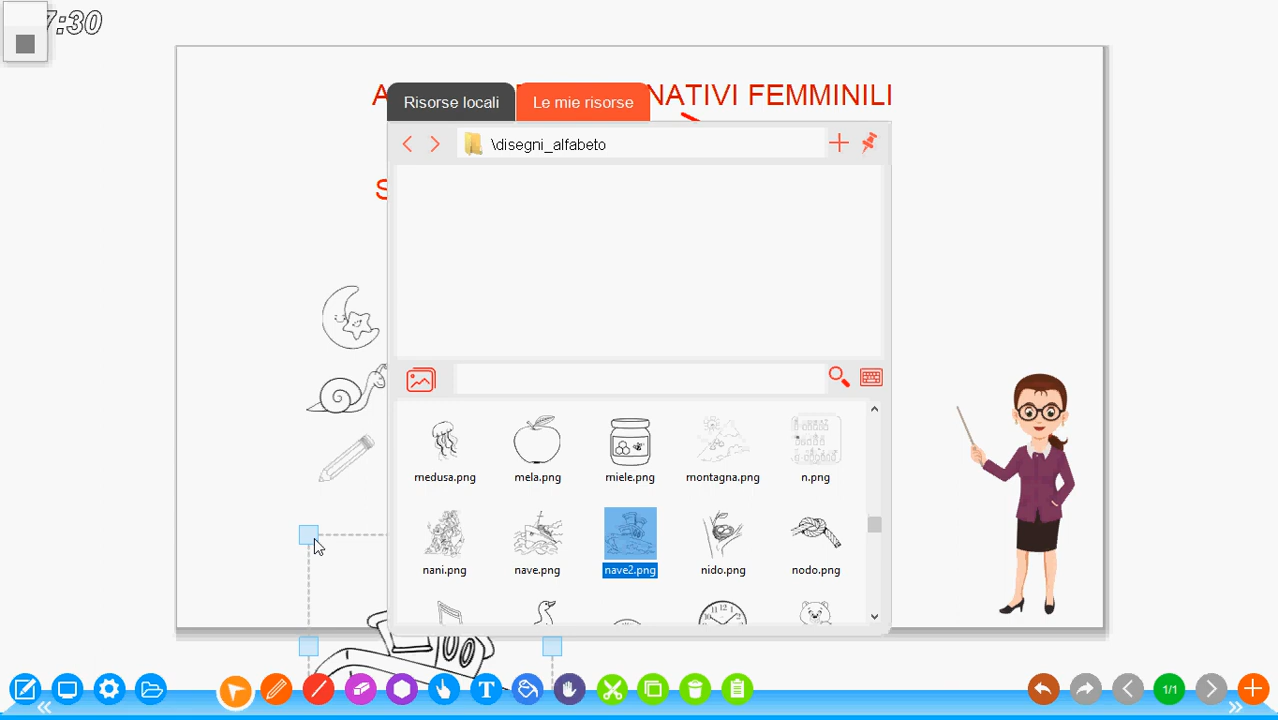 7:30
A
NATIVI FEMMINILI
Risorse locali
Le mie risorse
\disegni_alfabeto
S
medusa.png
mela.png
miele.png
montagna.png
n.png
nani.png
nave.png
nave2.png
nido.png
nodo.png
T
1/1